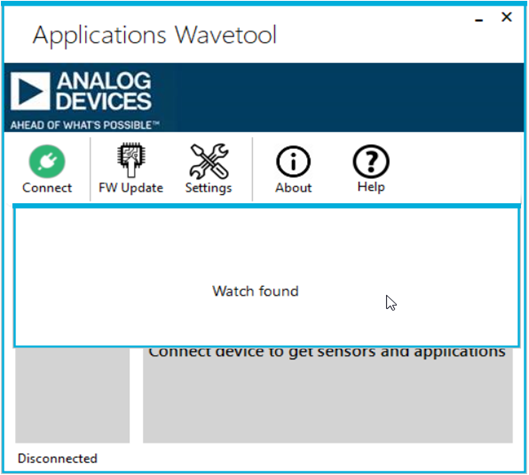 Applications Wavetool
ANALOG
DEVICES
AHEAD OF WHAT'S POSSIBLE™
Connect
FW Update
Settings
About
Help
Watch found
Connect device to get sensors and applications
Disconnected